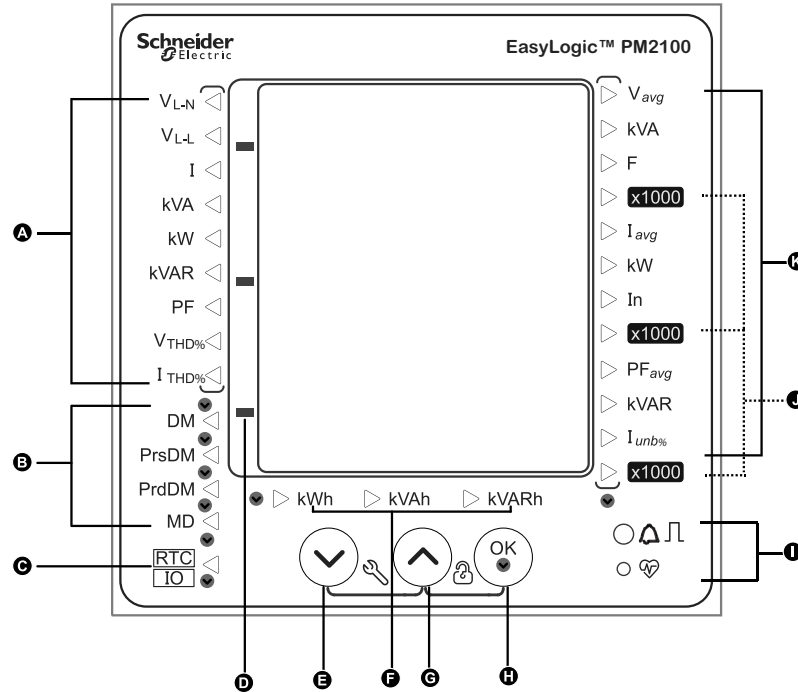 Schneider
Electric
EasyLogic™ PM2100
VL-N
VL-L
I
kVA
kW
kVAR
PF
VTHD%
I THD%
DM
PrsDM
PrdDM
MD
RTC
IO
Vavg
kVA
F
x1000
Iavg
kW
In
x1000
PFavg
kVAR
Iunb%
x1000
kWh kVAh kVARh
OK
A
B
C
D
E
F
G
H
I
J
K